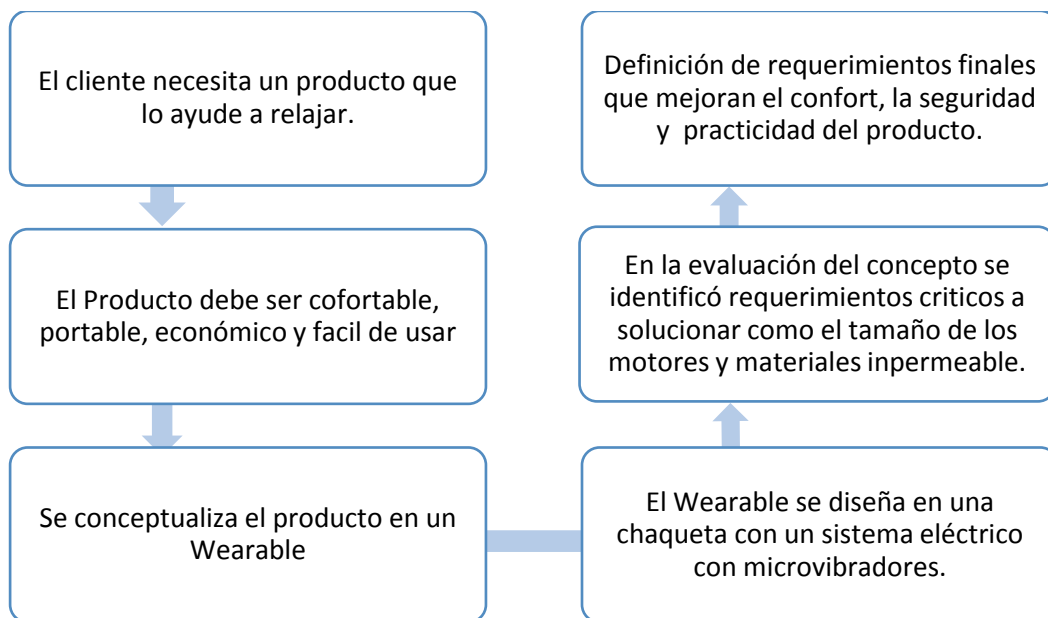 El cliente necesita un producto que
lo ayude a relajar.
El Producto debe ser cofortable,
portable, económico y facil de usar
Se conceptualiza el producto en un
Wearable
El Wearable se diseña en una
chaqueta con un sistema eléctrico
con microvibradores.
En la evaluación del concepto se
identificó requerimientos criticos a
solucionar como el tamaño de los
motores y materiales inpermeable.
Definición de requerimientos finales
que mejoran el confort, la seguridad
y practicidad del producto.